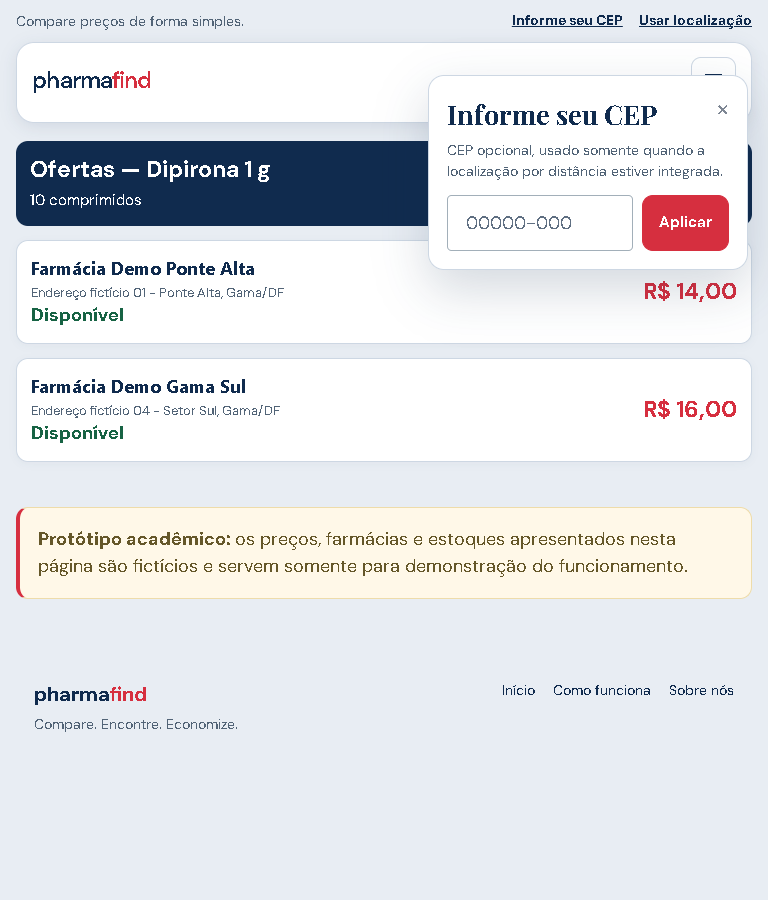 Compare preços de forma simples.
Informe seu CEP Usar localização
pharmafind
Informe seu CEP ×
CEP opcional, usado somente quando a
localização por distância estiver integrada.
00000-000 Aplicar
Ofertas — Dipirona 1 g
10 comprimidos
Farmácia Demo Ponte Alta
Endereço fictício 01 - Ponte Alta, Gama/DF
Disponível
R$ 14,00
Farmácia Demo Gama Sul
Endereço fictício 04 - Setor Sul, Gama/DF
Disponível
R$ 16,00
Protótipo acadêmico: os preços, farmácias e estoques apresentados nesta
página são fictícios e servem somente para demonstração do funcionamento.
pharmafind
Compare. Encontre. Economize.
Início Como funciona Sobre nós